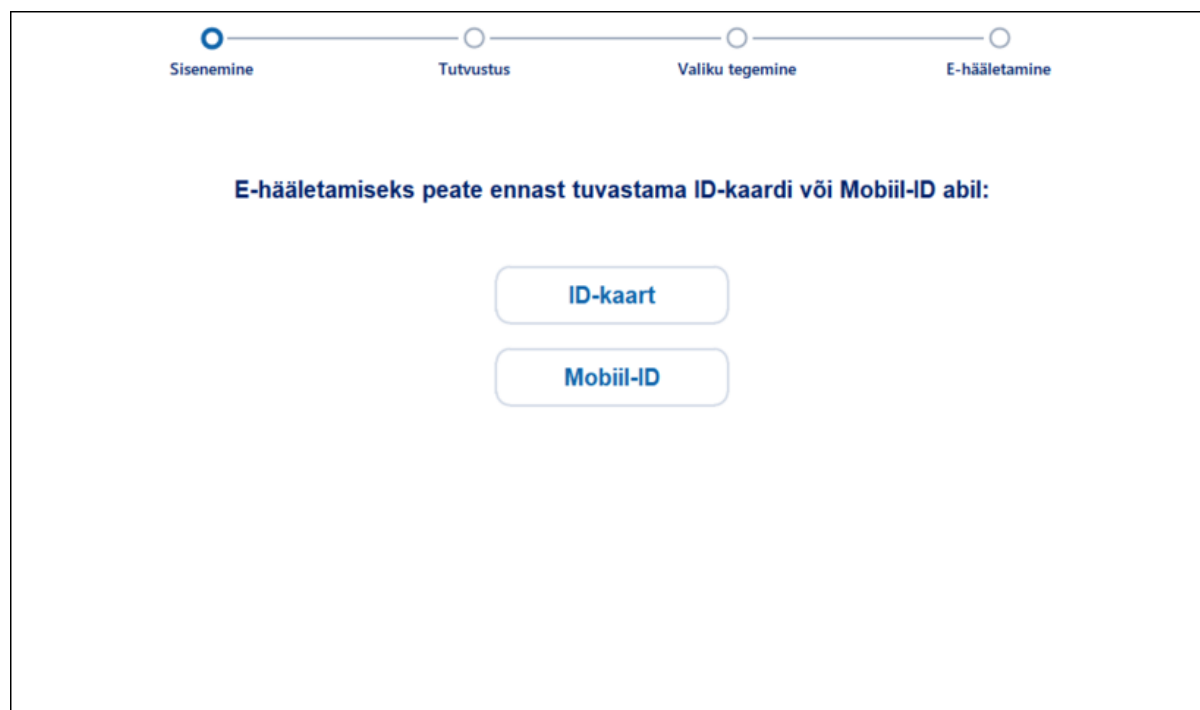 Sisenemine Tutvustus Valiku tegemine E-hääletamine
E-hääletamiseks peate ennast tuvastama ID-kaardi või Mobiil-ID abil:
ID-kaart
Mobiil-ID